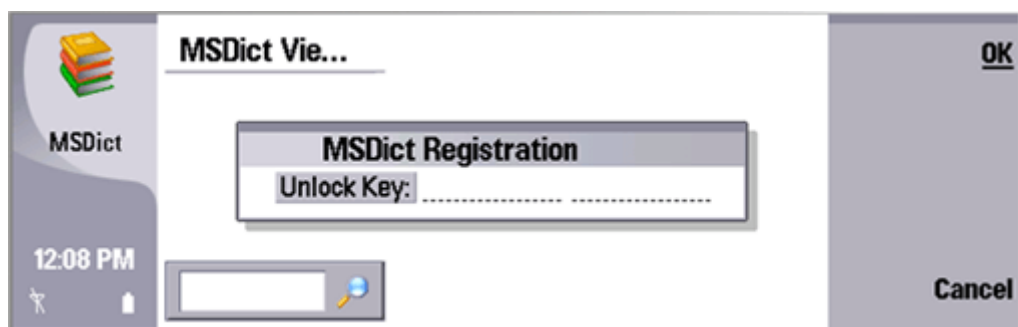 MSDict Vie...
OK
MSDict
MSDict Registration
Unlock Key:
12:08 PM
Cancel